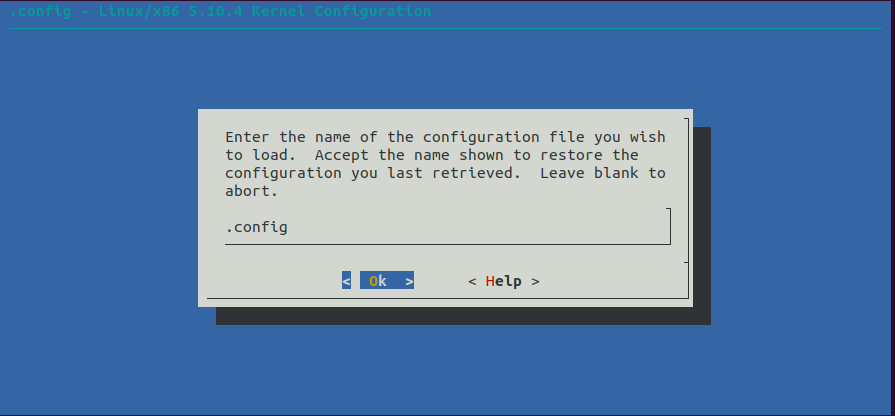 .config - Linux/x86 5.10.4 Kernel Configuration
Enter the name of the configuration file you wish
to load.  Accept the name shown to restore the
configuration you last retrieved.  Leave blank to
abort.
.config
< Ok > < Help >